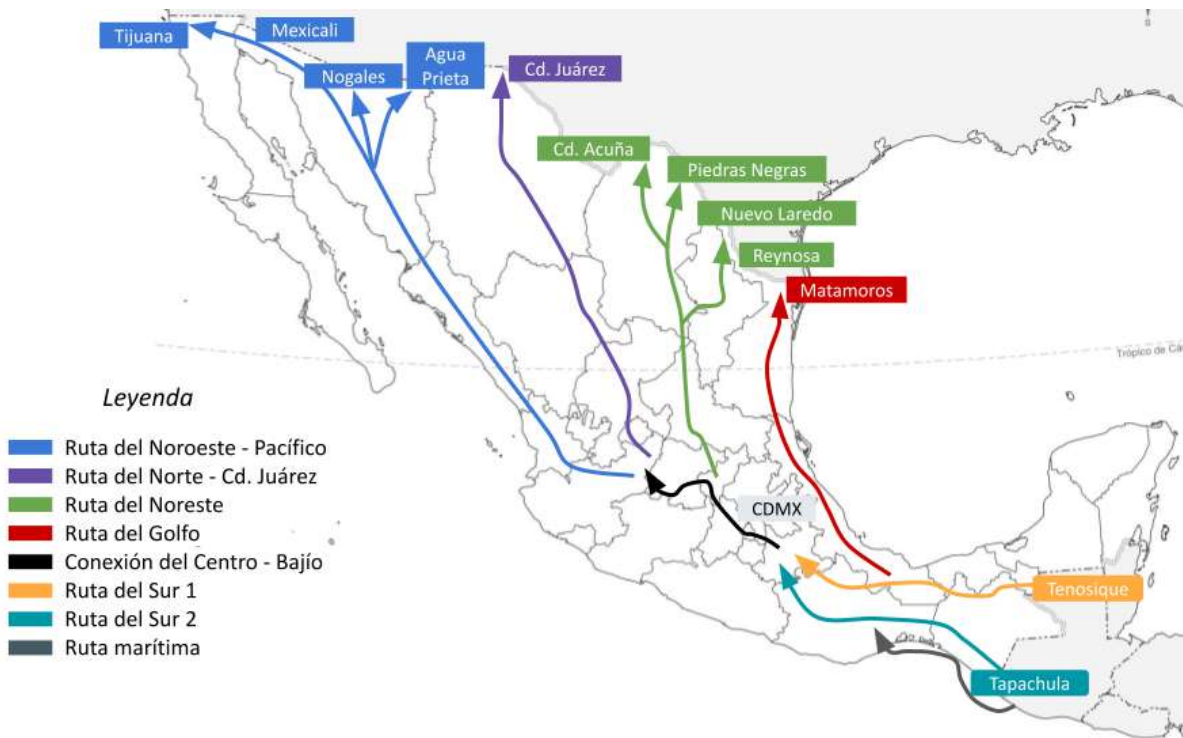 Tijuana
Mexicali
Nogales
Agua
Prieta
Cd. Juárez
Cd. Acuña
Piedras Negras
Nuevo Laredo
Reynosa
Matamoros
Trópico de
Leyenda
Ruta del Noroeste - Pacífico
Ruta del Norte - Cd. Juárez
Ruta del Noreste
Ruta del Golfo
Conexión del Centro - Bajío
Ruta del Sur 1
Ruta del Sur 2
Ruta marítima
CDMX
Tenosique
Tapachula